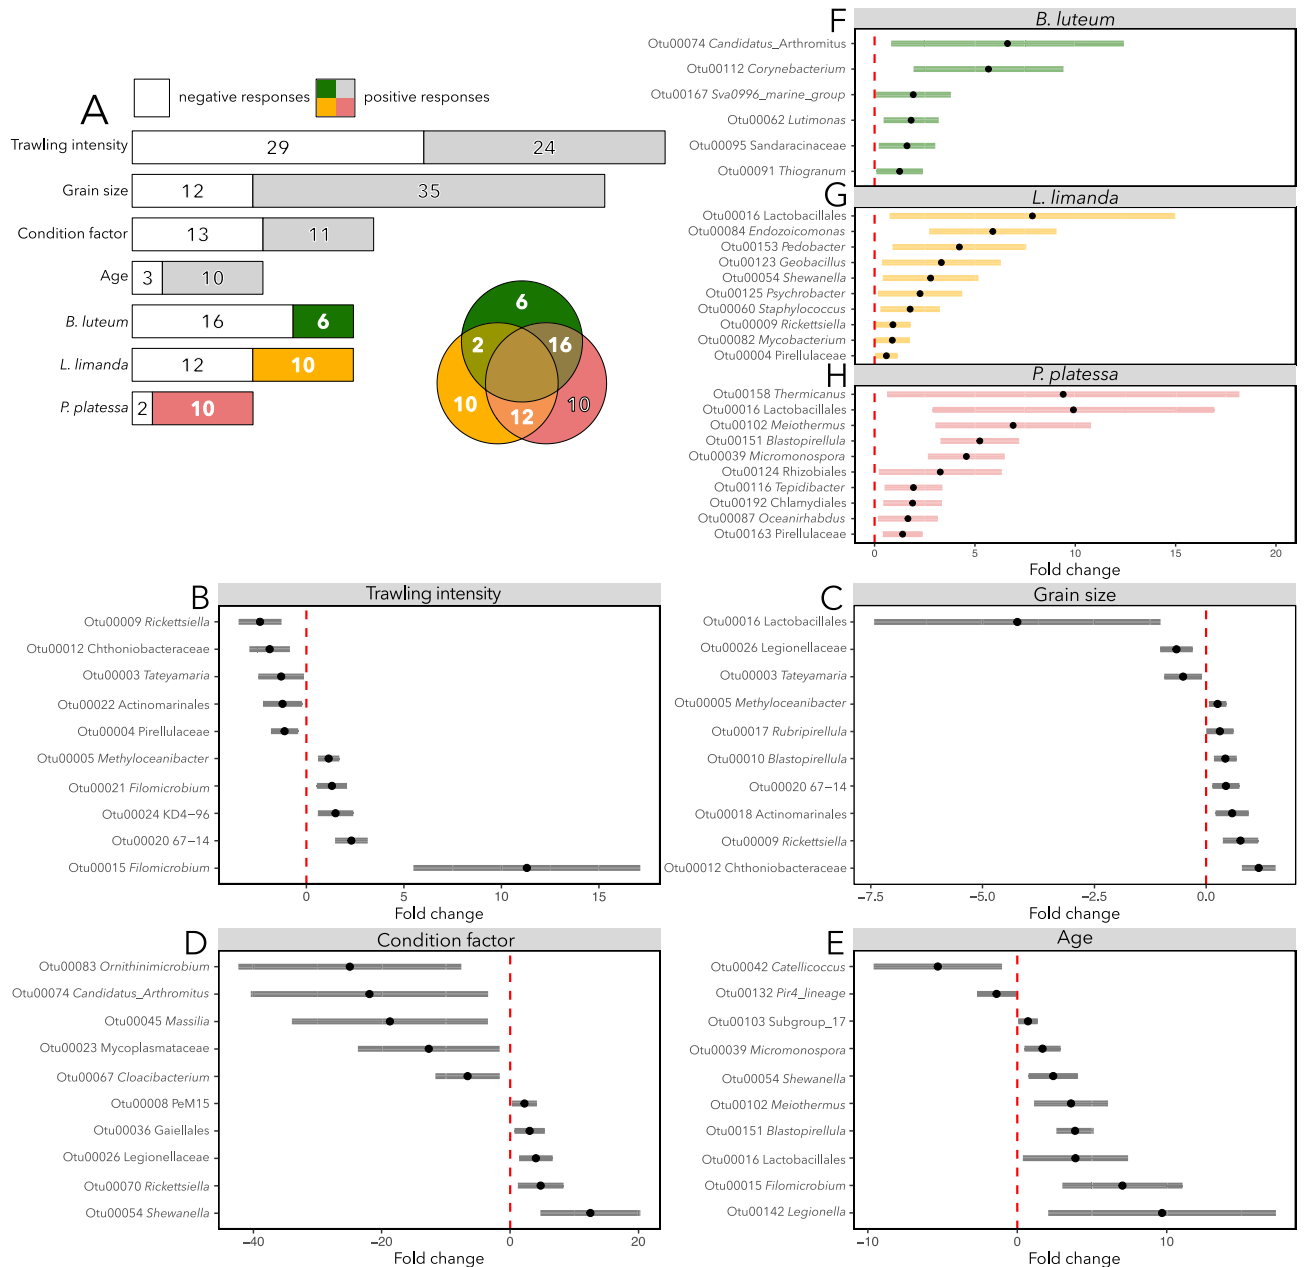 A
negative responses
positive responses
Trawling intensity 29 24
Grain size 12 35
Condition factor 13 11
Age 3 10
B. luteum 16 6
L. limanda 12 10
P. platessa 2 10
6
2 16
10 12 10
F
B. luteum
Otu00074 Candidatus_Arthromitus
Otu00112 Corynebacterium
Otu00167 Sva0996_marine_group
Otu00062 Lutimonas
Otu00095 Sandaracinaceae
Otu00091 Thiogranum
G
L. limanda
Otu00016 Lactobacillales
Otu00084 Endozoicomonas
Otu00153 Pedobacter
Otu00123 Geobacillus
Otu00054 Shewanella
Otu00125 Psychrobacter
Otu00060 Staphylococcus
Otu00009 Rickettsiella
Otu00082 Mycobacterium
Otu00004 Pirellulaceae
H
P. platessa
Otu00158 Thermicanus
Otu00016 Lactobacillales
Otu00102 Meiothermus
Otu00151 Blastopirellula
Otu00039 Micromonospora
Otu00124 Rhizobiales
Otu00116 Tepidibacter
Otu00192 Chlamydiales
Otu00087 Oceanirhabdus
Otu00163 Pirellulaceae
0 5 10 15 20
Fold change
B
Trawling intensity
Otu00009 Rickettsiella
Otu00012 Chthoniobacteraceae
Otu00003 Tateyamaria
Otu00022 Actinomarinales
Otu00004 Pirellulaceae
Otu00005 Methyloceanibacter
Otu00021 Filomicrobium
Otu00024 KD4−96
Otu00020 67−14
Otu00015 Filomicrobium
0 5 10 15
Fold change
C
Grain size
Otu00016 Lactobacillales
Otu00026 Legionellaceae
Otu00003 Tateyamaria
Otu00005 Methyloceanibacter
Otu00017 Rubripirellula
Otu00010 Blastopirellula
Otu00020 67−14
Otu00018 Actinomarinales
Otu00009 Rickettsiella
Otu00012 Chthoniobacteraceae
−7.5 −5.0 −2.5 0.0
Fold change
D
Condition factor
Otu00083 Ornithinimicrobium
Otu00074 Candidatus_Arthromitus
Otu00045 Massilia
Otu00023 Mycoplasmataceae
Otu00067 Cloacibacterium
Otu00008 PeM15
Otu00036 Gaiellales
Otu00026 Legionellaceae
Otu00070 Rickettsiella
Otu00054 Shewanella
−40 −20 0 20
Fold change
E
Age
Otu00042 Catellicoccus
Otu00132 Pir4_lineage
Otu00103 Subgroup_17
Otu00039 Micromonospora
Otu00054 Shewanella
Otu00102 Meiothermus
Otu00151 Blastopirellula
Otu00016 Lactobacillales
Otu00015 Filomicrobium
Otu00142 Legionella
−10 0 10
Fold change